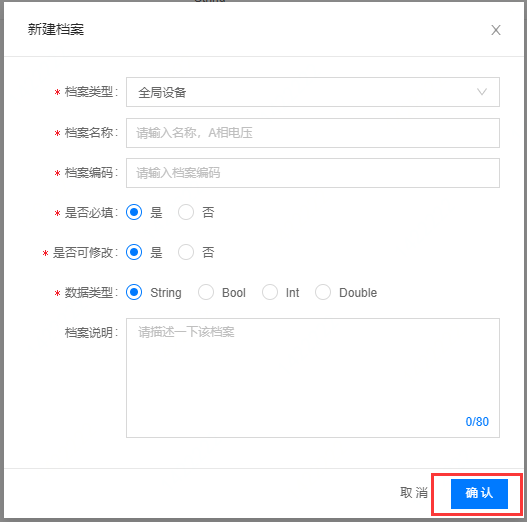 新建档案
* 档案类型: 全局设备
* 档案名称: 请输入名称，A相电压
* 档案编码: 请输入档案编码
* 是否必填: 是 否
* 是否可修改: 是 否
* 数据类型: String Bool Int Double
档案说明: 请描述一下该档案
0/80
取 消 确 认